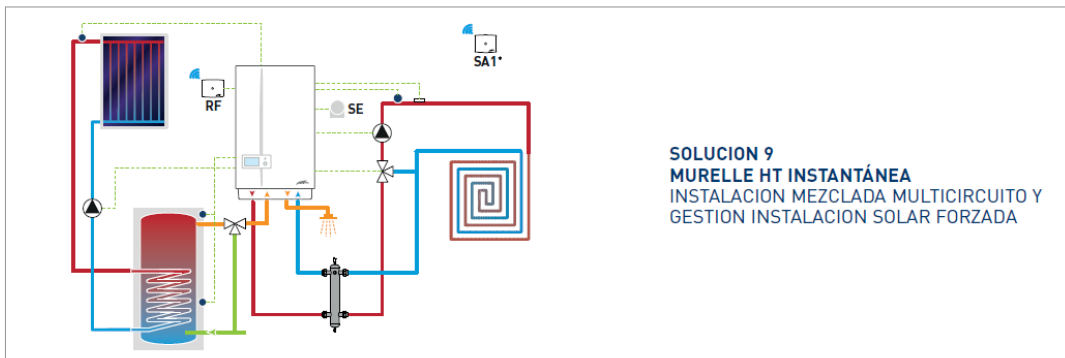 SA1*
RF
SE
SOLUCION 9
MURELLE HT INSTANTÁNEA
INSTALACION MEZCLADA MULTICIRCUITO Y
GESTION INSTALACION SOLAR FORZADA